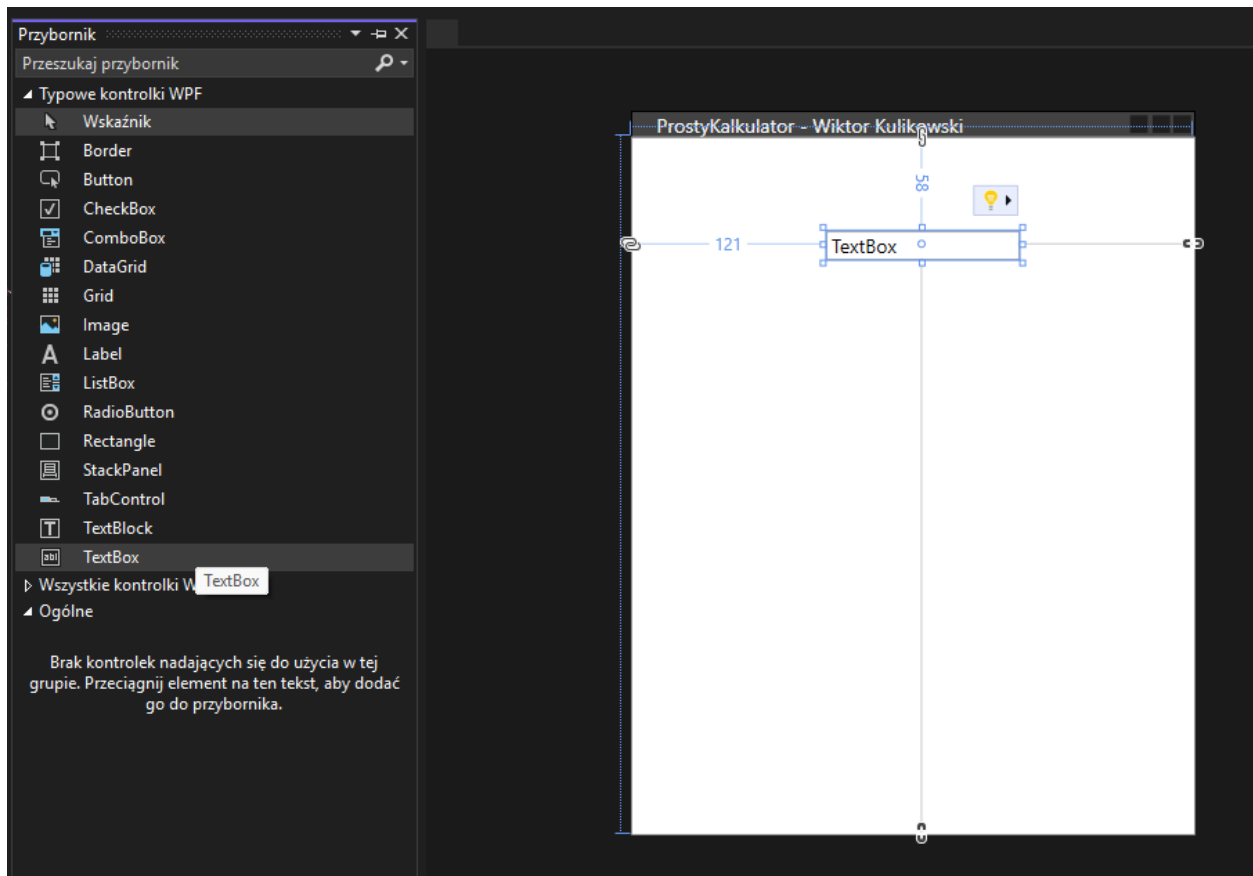 Przybornik
Przeszukaj przybornik
Typowe kontrolki WPF
Wskaźnik
Border
Button
CheckBox
ComboBox
DataGrid
Grid
Image
Label
ListBox
RadioButton
Rectangle
StackPanel
TabControl
TextBlock
TextBox
Wszystkie kontrolki W
TextBox
Ogólne
Brak kontrolek nadających się do użycia w tej
grupie. Przeciągnij element na ten tekst, aby dodać
go do przybornika.
ProstyKalkulator - Wiktor Kulikowski
58
121
TextBox